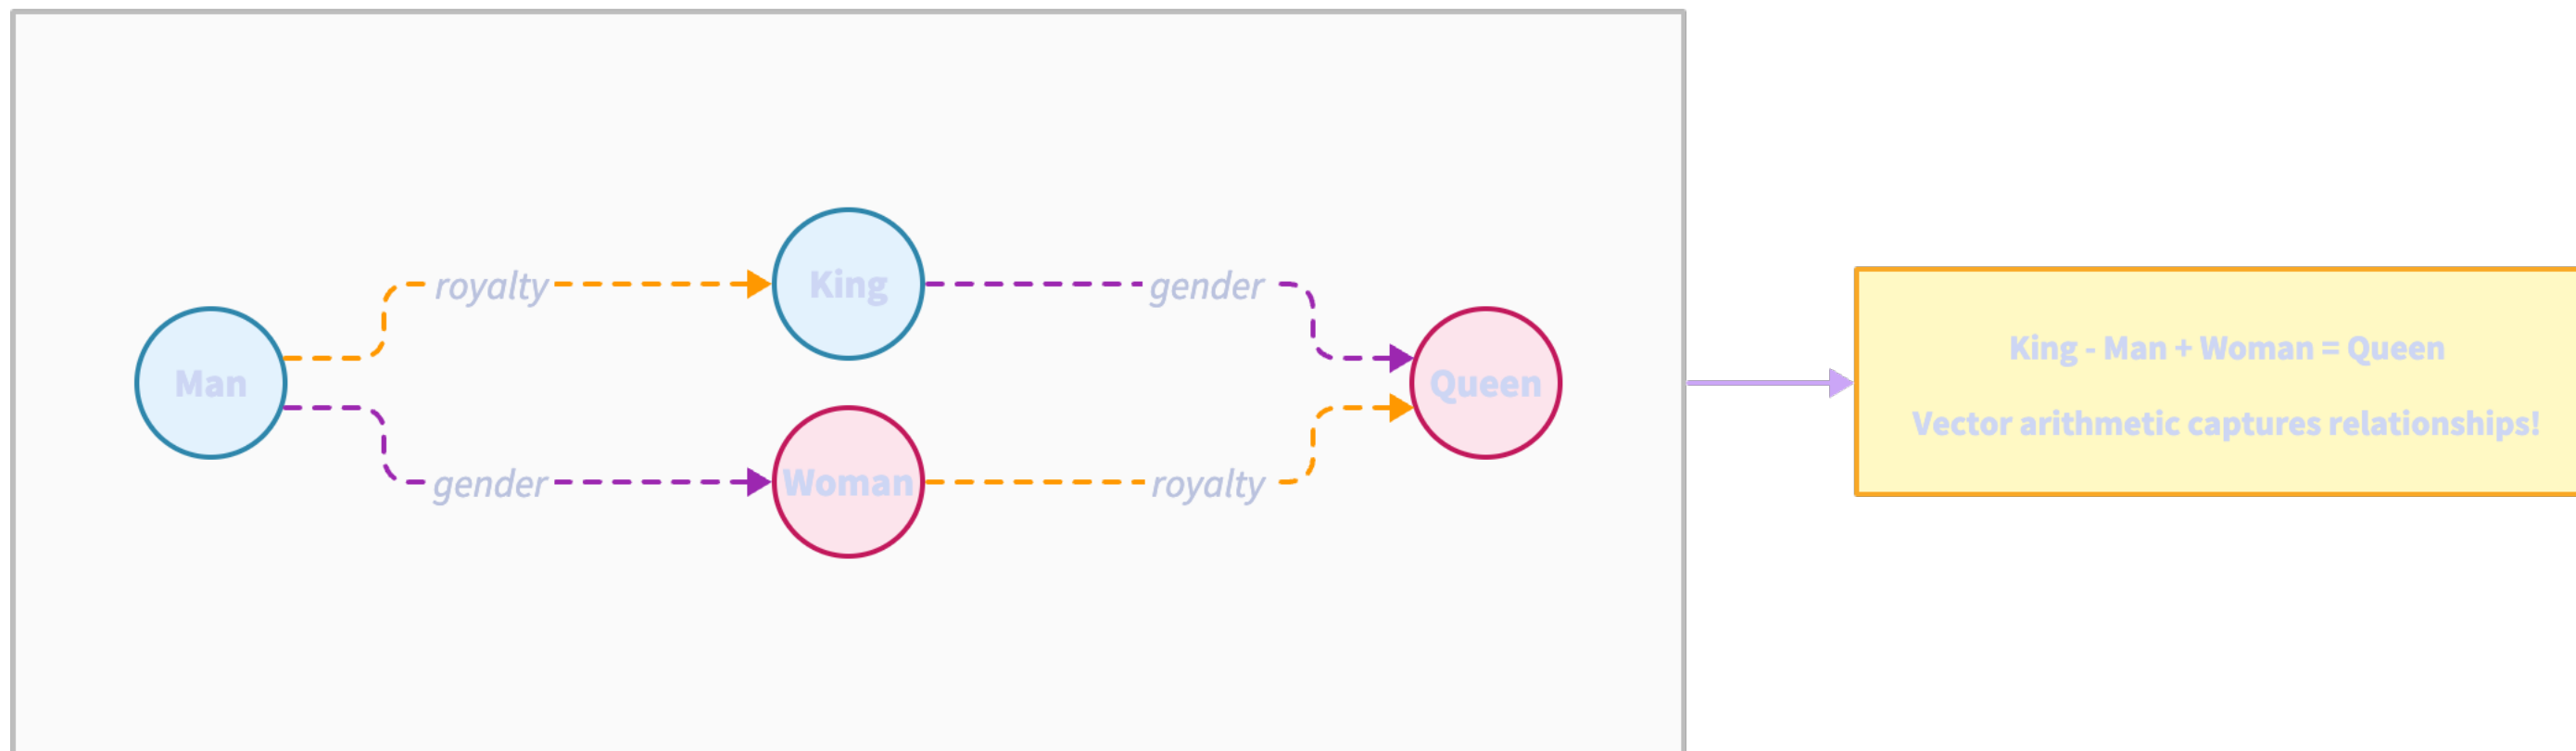 royalty
King
gender
Man
Queen
gender
Woman
royalty
King - Man + Woman = Queen
Vector arithmetic captures relationships!